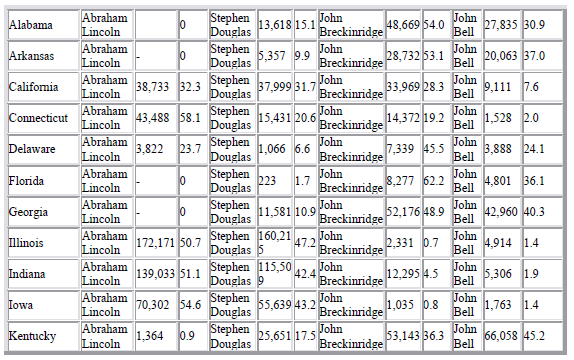 Alabama Abraham Lincoln 0 Stephen Douglas 13,618 15.1 John Breckinridge 48,669 54.0 John Bell 27,835 30.9
Arkansas Abraham Lincoln - 0 Stephen Douglas 5,357 9.9 John Breckinridge 28,732 53.1 John Bell 20,063 37.0
California Abraham Lincoln 38,733 32.3 Stephen Douglas 37,999 31.7 John Breckinridge 33,969 28.3 John Bell 9,111 7.6
Connecticut Abraham Lincoln 43,488 58.1 Stephen Douglas 15,431 20.6 John Breckinridge 14,372 19.2 John Bell 1,528 2.0
Delaware Abraham Lincoln 3,822 23.7 Stephen Douglas 1,066 6.6 John Breckinridge 7,339 45.5 John Bell 3,888 24.1
Florida Abraham Lincoln - 0 Stephen Douglas 223 1.7 John Breckinridge 8,277 62.2 John Bell 4,801 36.1
Georgia Abraham Lincoln - 0 Stephen Douglas 11,581 10.9 John Breckinridge 52,176 48.9 John Bell 42,960 40.3
Illinois Abraham Lincoln 172,171 50.7 Stephen Douglas 160,215 47.2 John Breckinridge 2,331 0.7 John Bell 4,914 1.4
Indiana Abraham Lincoln 139,033 51.1 Stephen Douglas 115,509 42.4 John Breckinridge 12,295 4.5 John Bell 5,306 1.9
Iowa Abraham Lincoln 70,302 54.6 Stephen Douglas 55,639 43.2 John Breckinridge 1,035 0.8 John Bell 1,763 1.4
Kentucky Abraham Lincoln 1,364 0.9 Stephen Douglas 25,651 17.5 John Breckinridge 53,143 36.3 John Bell 66,058 45.2